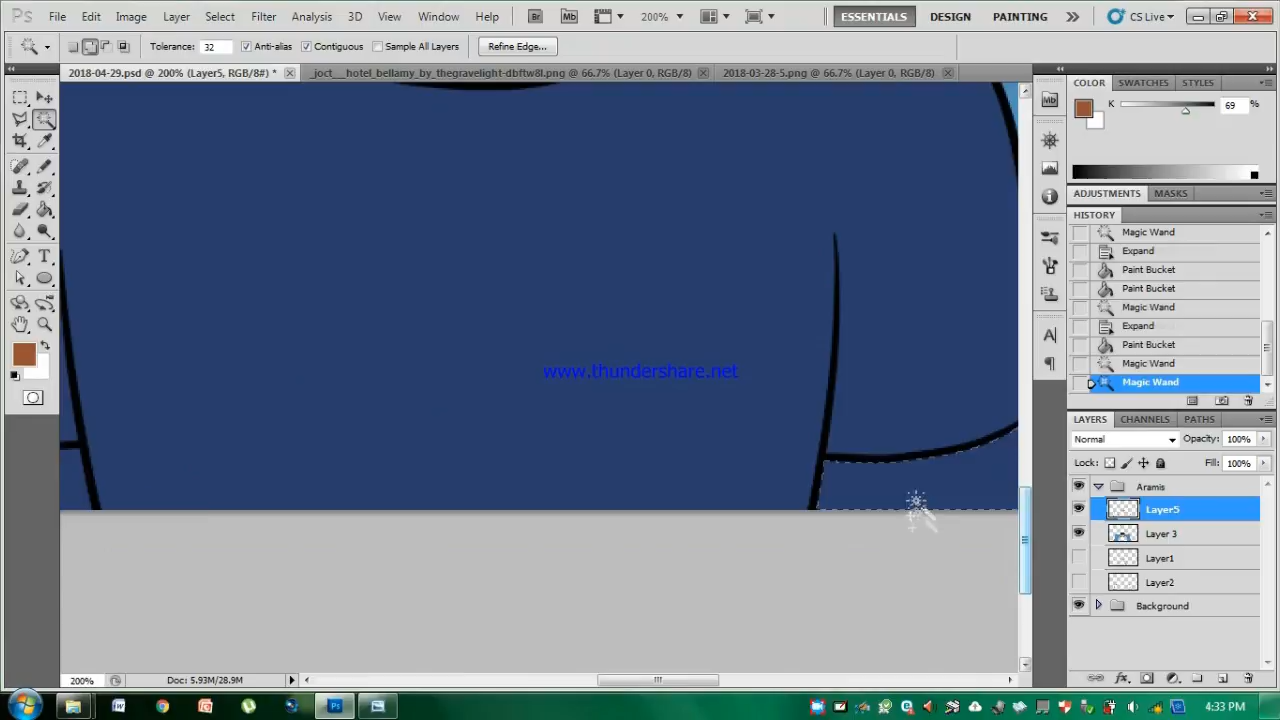 Ps File Edit Image Layer Select Filter Analysis 3D View Window Help Br Mb 200% ESSENTIALS DESIGN PAINTING CS Live
Tolerance: 32 Anti-alias Contiguous Sample All Layers Refine Edge...
2018-04-29.psd @ 200% (Layer5, RGB/8#) * _joct__hotel_bellamy_by_thegravelight-dbftw8l.png @ 66.7% (Layer 0, RGB/8) 2018-03-28-5.png @ 66.7% (Layer 0, RGB/8)
COLOR SWATCHES STYLES
Mb
K 69 %
ADJUSTMENTS MASKS
HISTORY
Magic Wand
Expand
Paint Bucket
Paint Bucket
Magic Wand
Expand
Paint Bucket
Magic Wand
Magic Wand
www.thundershare.net
LAYERS CHANNELS PATHS
Normal Opacity: 100%
Lock: Fill: 100%
Aramis
Layer5
Layer 3
Layer1
Layer2
Background
200% Doc: 5.93M/28.9M
4:33 PM